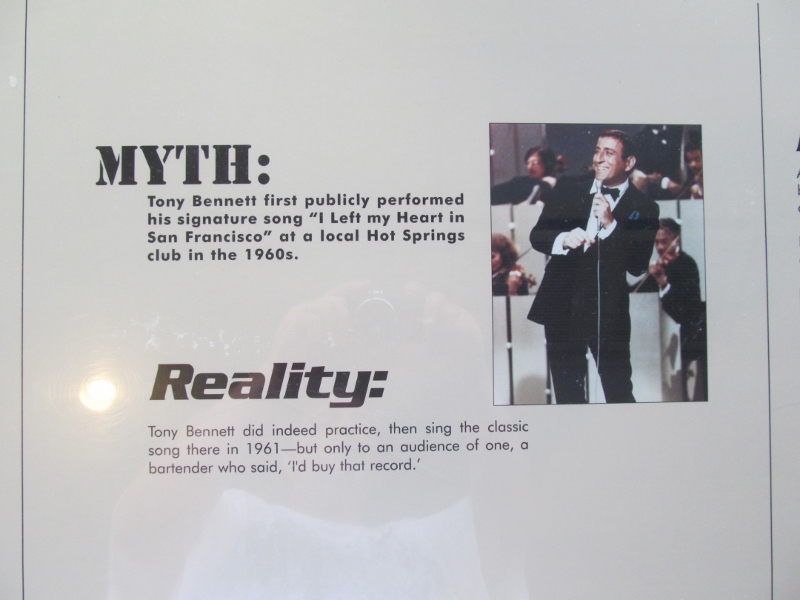 MYTH:
Tony Bennett first publicly performed
his signature song “I Left my Heart in
San Francisco” at a local Hot Springs
club in the 1960s.
Reality:
Tony Bennett did indeed practice, then sing the classic
song there in 1961—but only to an audience of one, a
bartender who said, ‘I'd buy that record.’